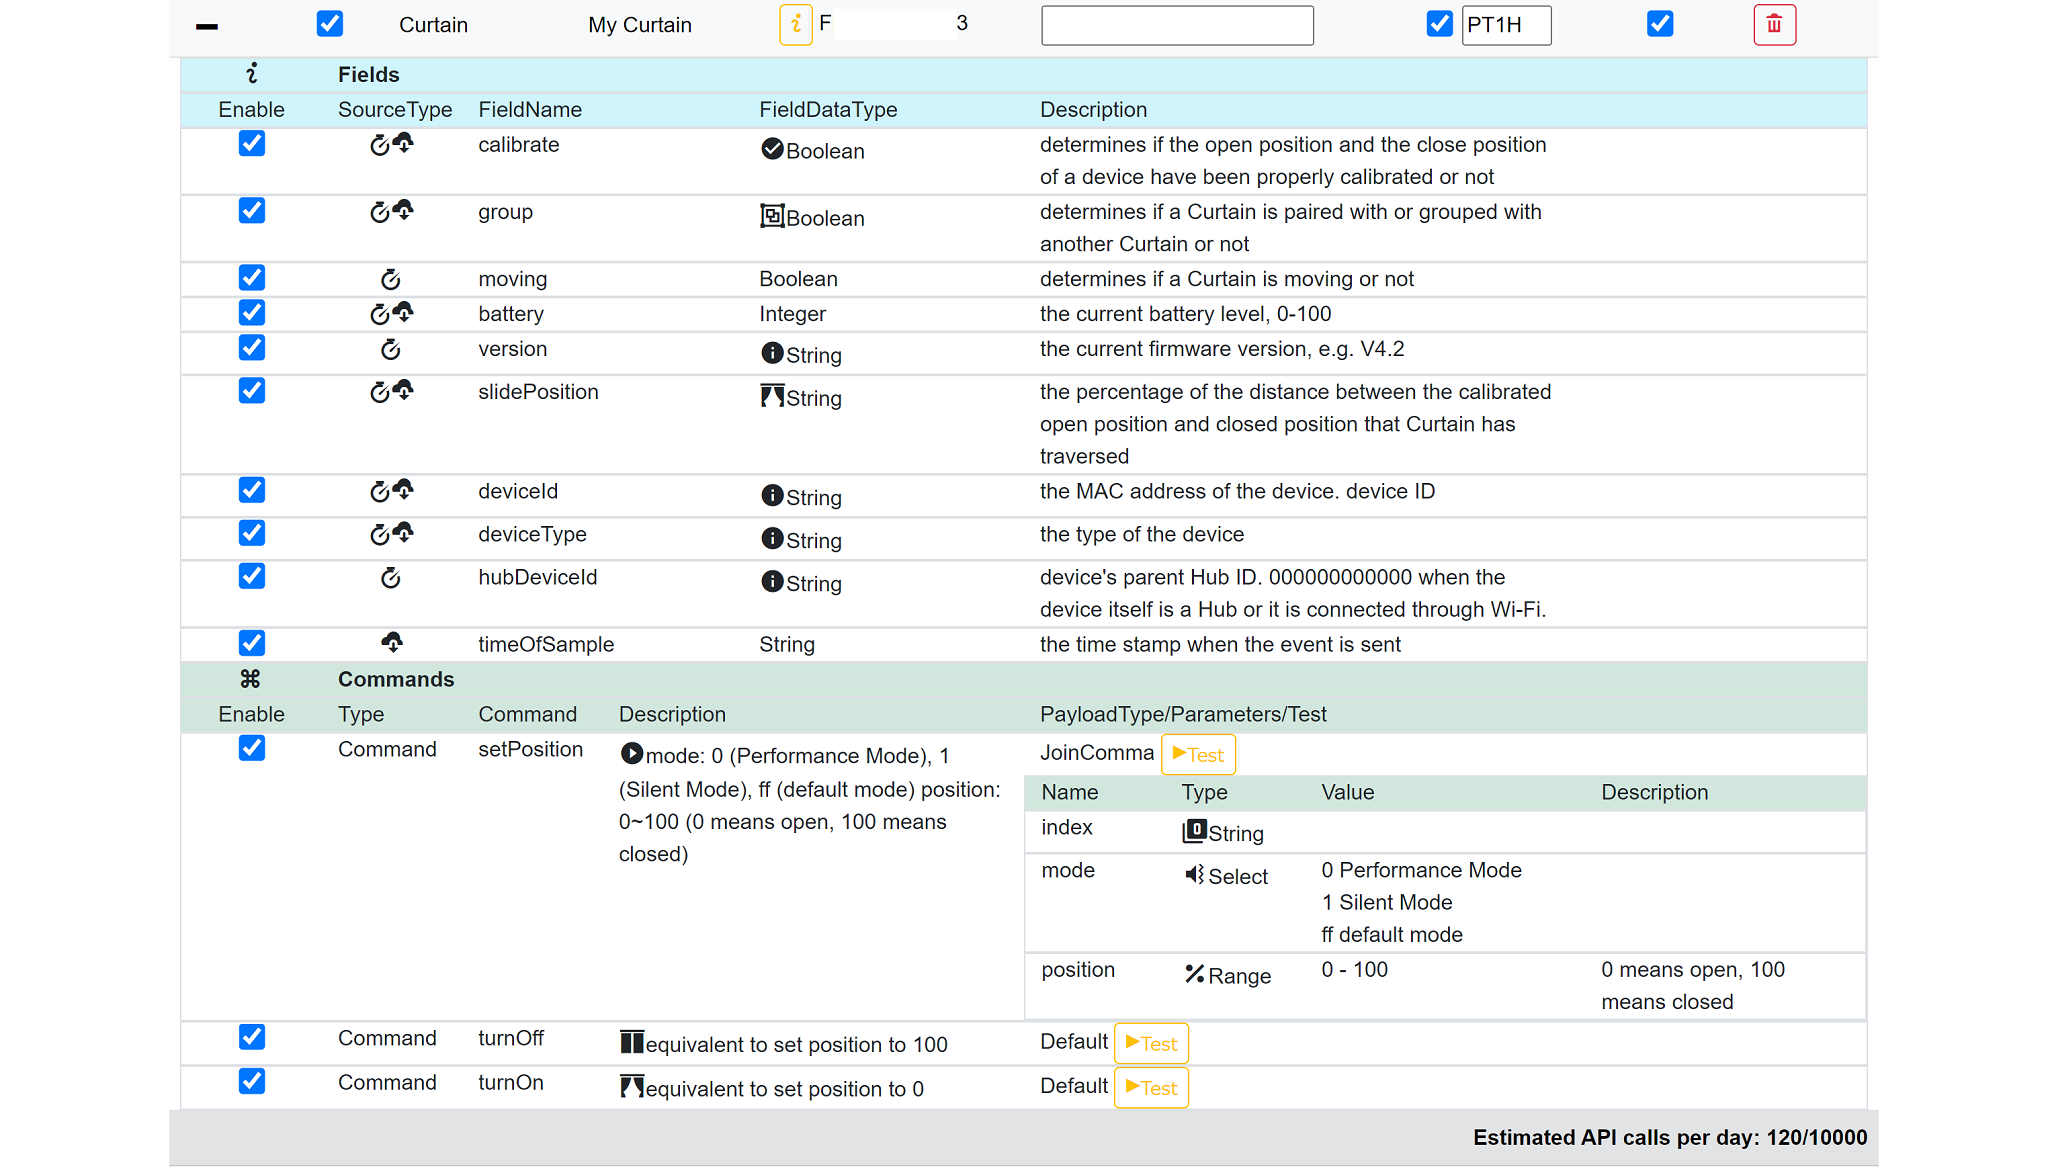 Curtain My Curtain i F 3 PT1H
i Fields
Enable SourceType FieldName FieldDataType Description
calibrate Boolean determines if the open position and the close position
of a device have been properly calibrated or not
group Boolean determines if a Curtain is paired with or grouped with
another Curtain or not
moving Boolean determines if a Curtain is moving or not
battery Integer the current battery level, 0-100
version String the current firmware version, e.g. V4.2
slidePosition String the percentage of the distance between the calibrated
open position and closed position that Curtain has
traversed
deviceId String the MAC address of the device. device ID
deviceType String the type of the device
hubDeviceId String device's parent Hub ID. 000000000000 when the
device itself is a Hub or it is connected through Wi-Fi.
timeOfSample String the time stamp when the event is sent
⌘ Commands
Enable Type Command Description PayloadType/Parameters/Test
Command setPosition mode: 0 (Performance Mode), 1
(Silent Mode), ff (default mode) position:
0~100 (0 means open, 100 means
closed)
JoinComma Test
Name Type Value Description
index String
mode Select 0 Performance Mode
1 Silent Mode
ff default mode
position Range 0 - 100 0 means open, 100
means closed
Command turnOff equivalent to set position to 100 Default Test
Command turnOn equivalent to set position to 0 Default Test
Estimated API calls per day: 120/10000